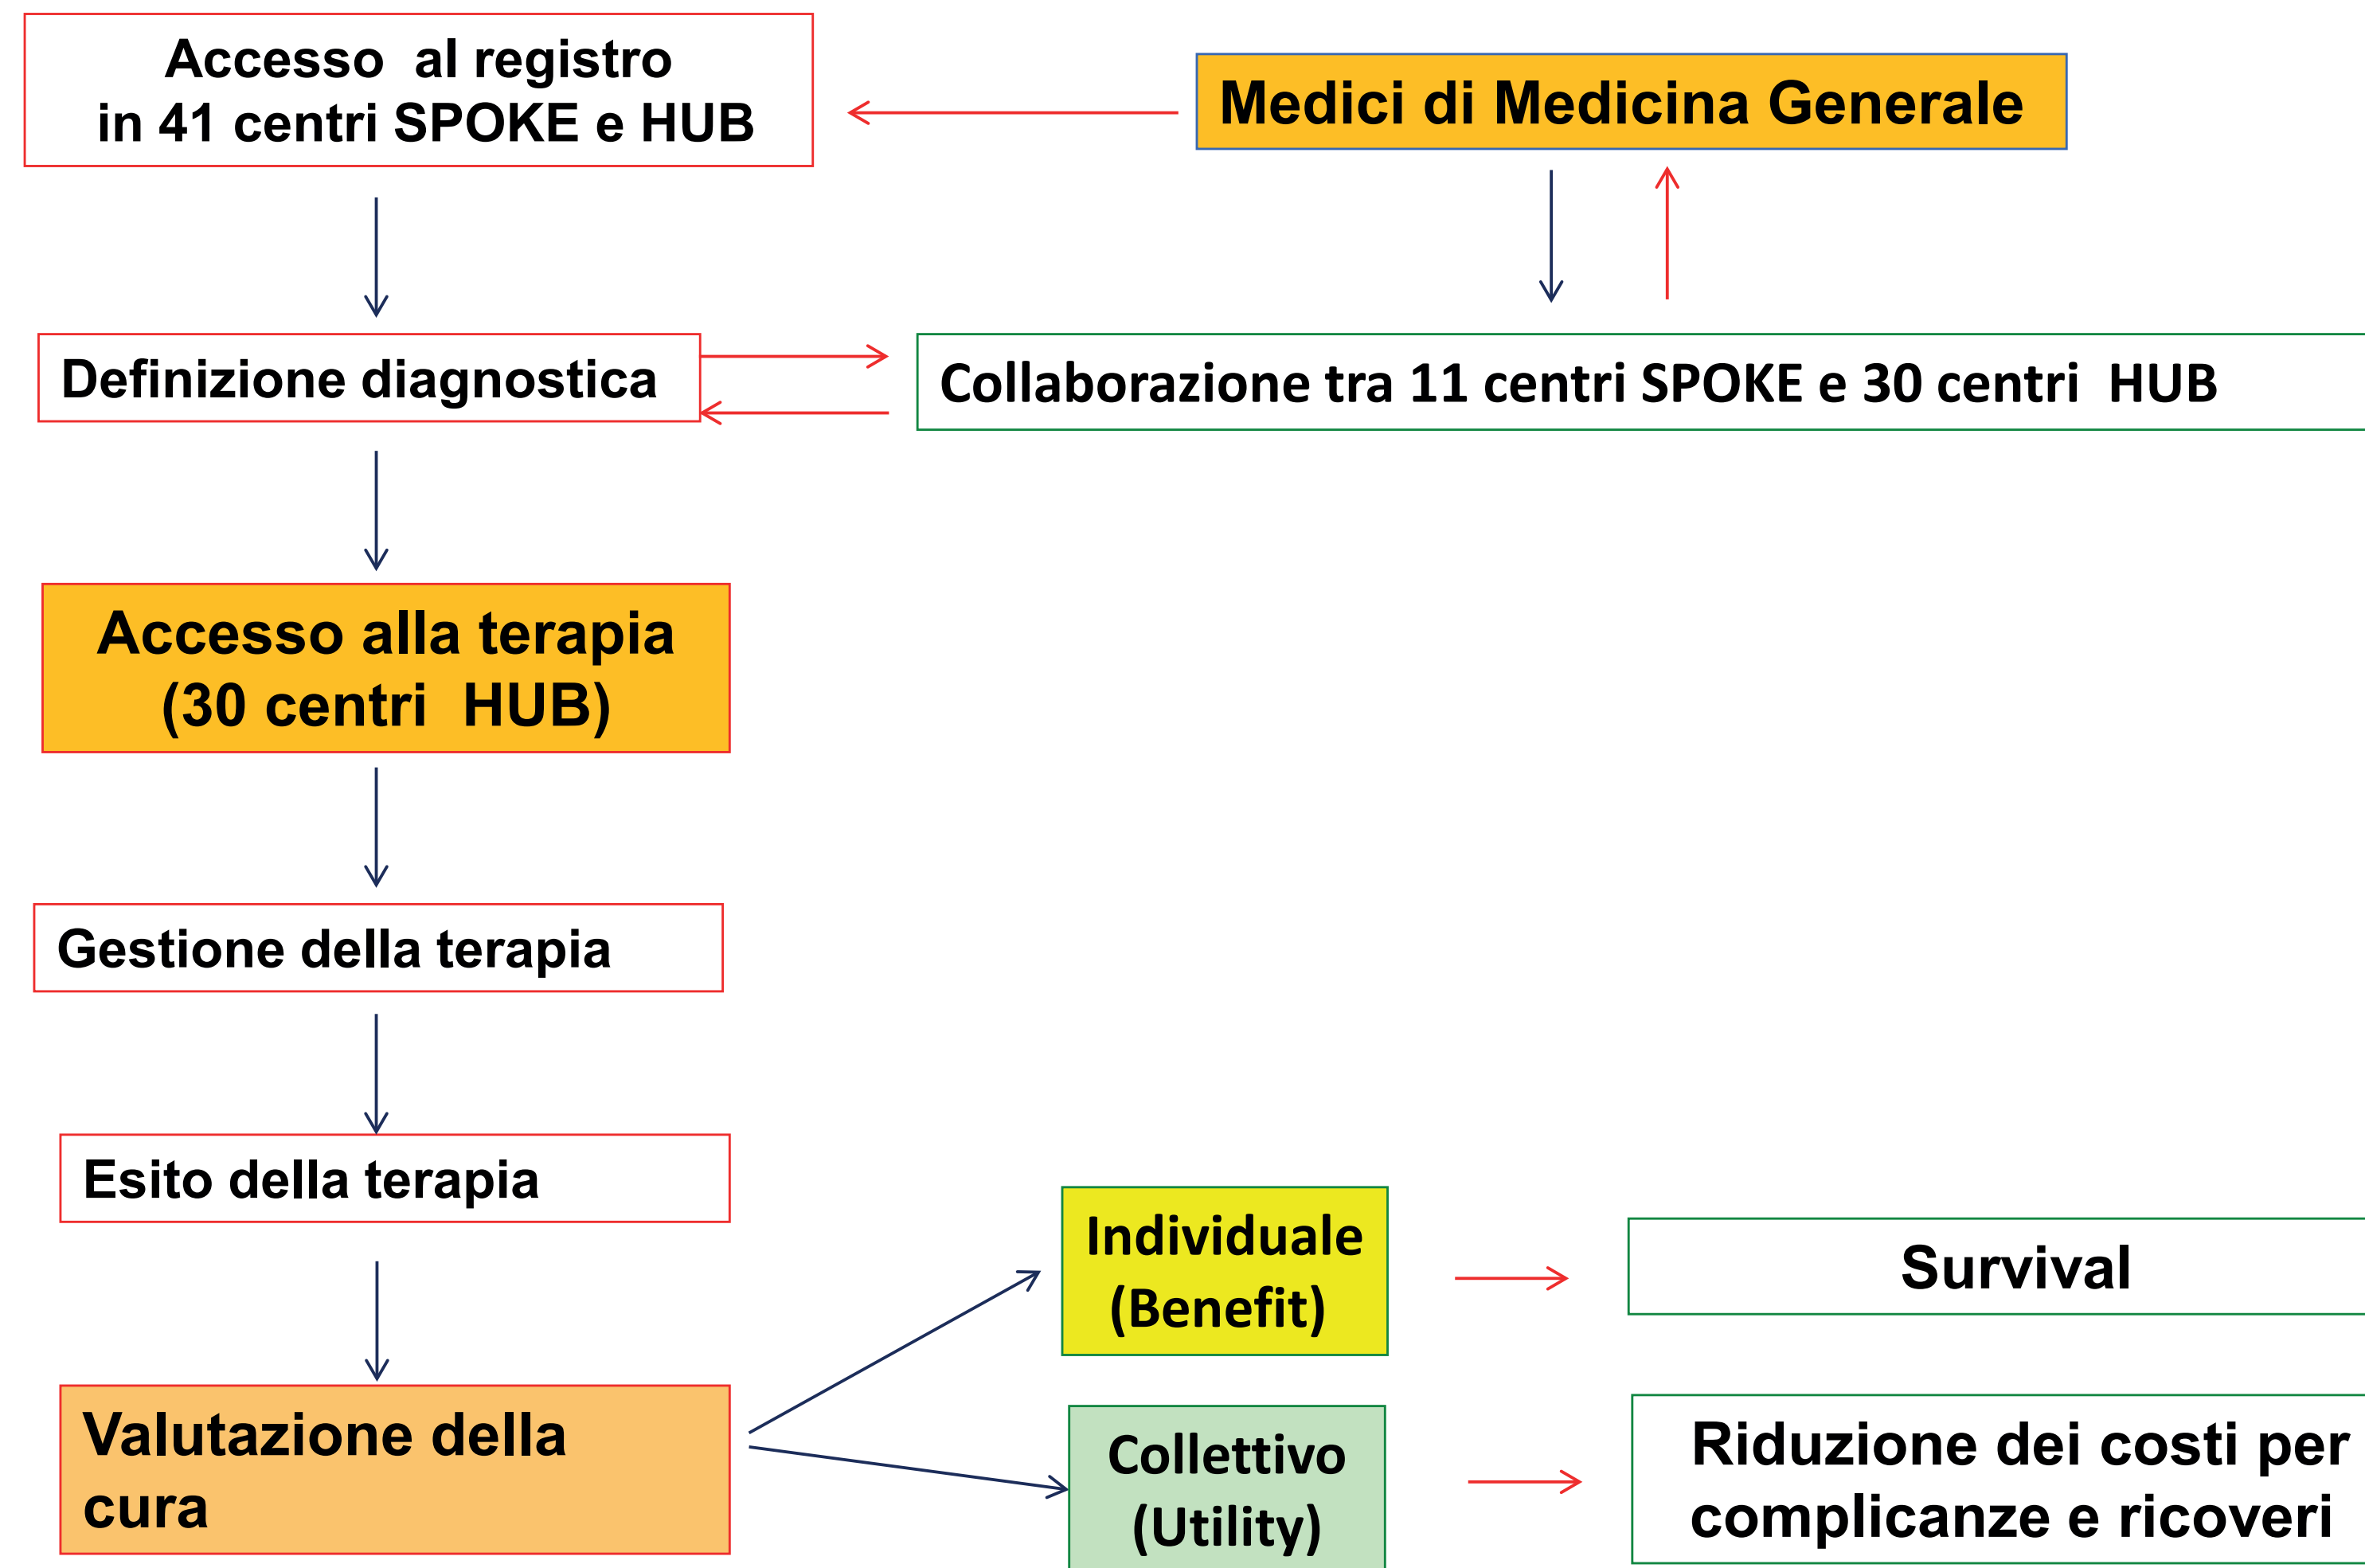 Accesso al registro
in 41 centri SPOKE e HUB
Medici di Medicina Generale
Definizione diagnostica
Collaborazione tra 11 centri SPOKE e 30 centri HUB
Accesso alla terapia
(30 centri HUB)
Gestione della terapia
Esito della terapia
Individuale
(Benefit)
Survival
Valutazione della
cura
Collettivo
(Utility)
Riduzione dei costi per
complicanze e ricoveri